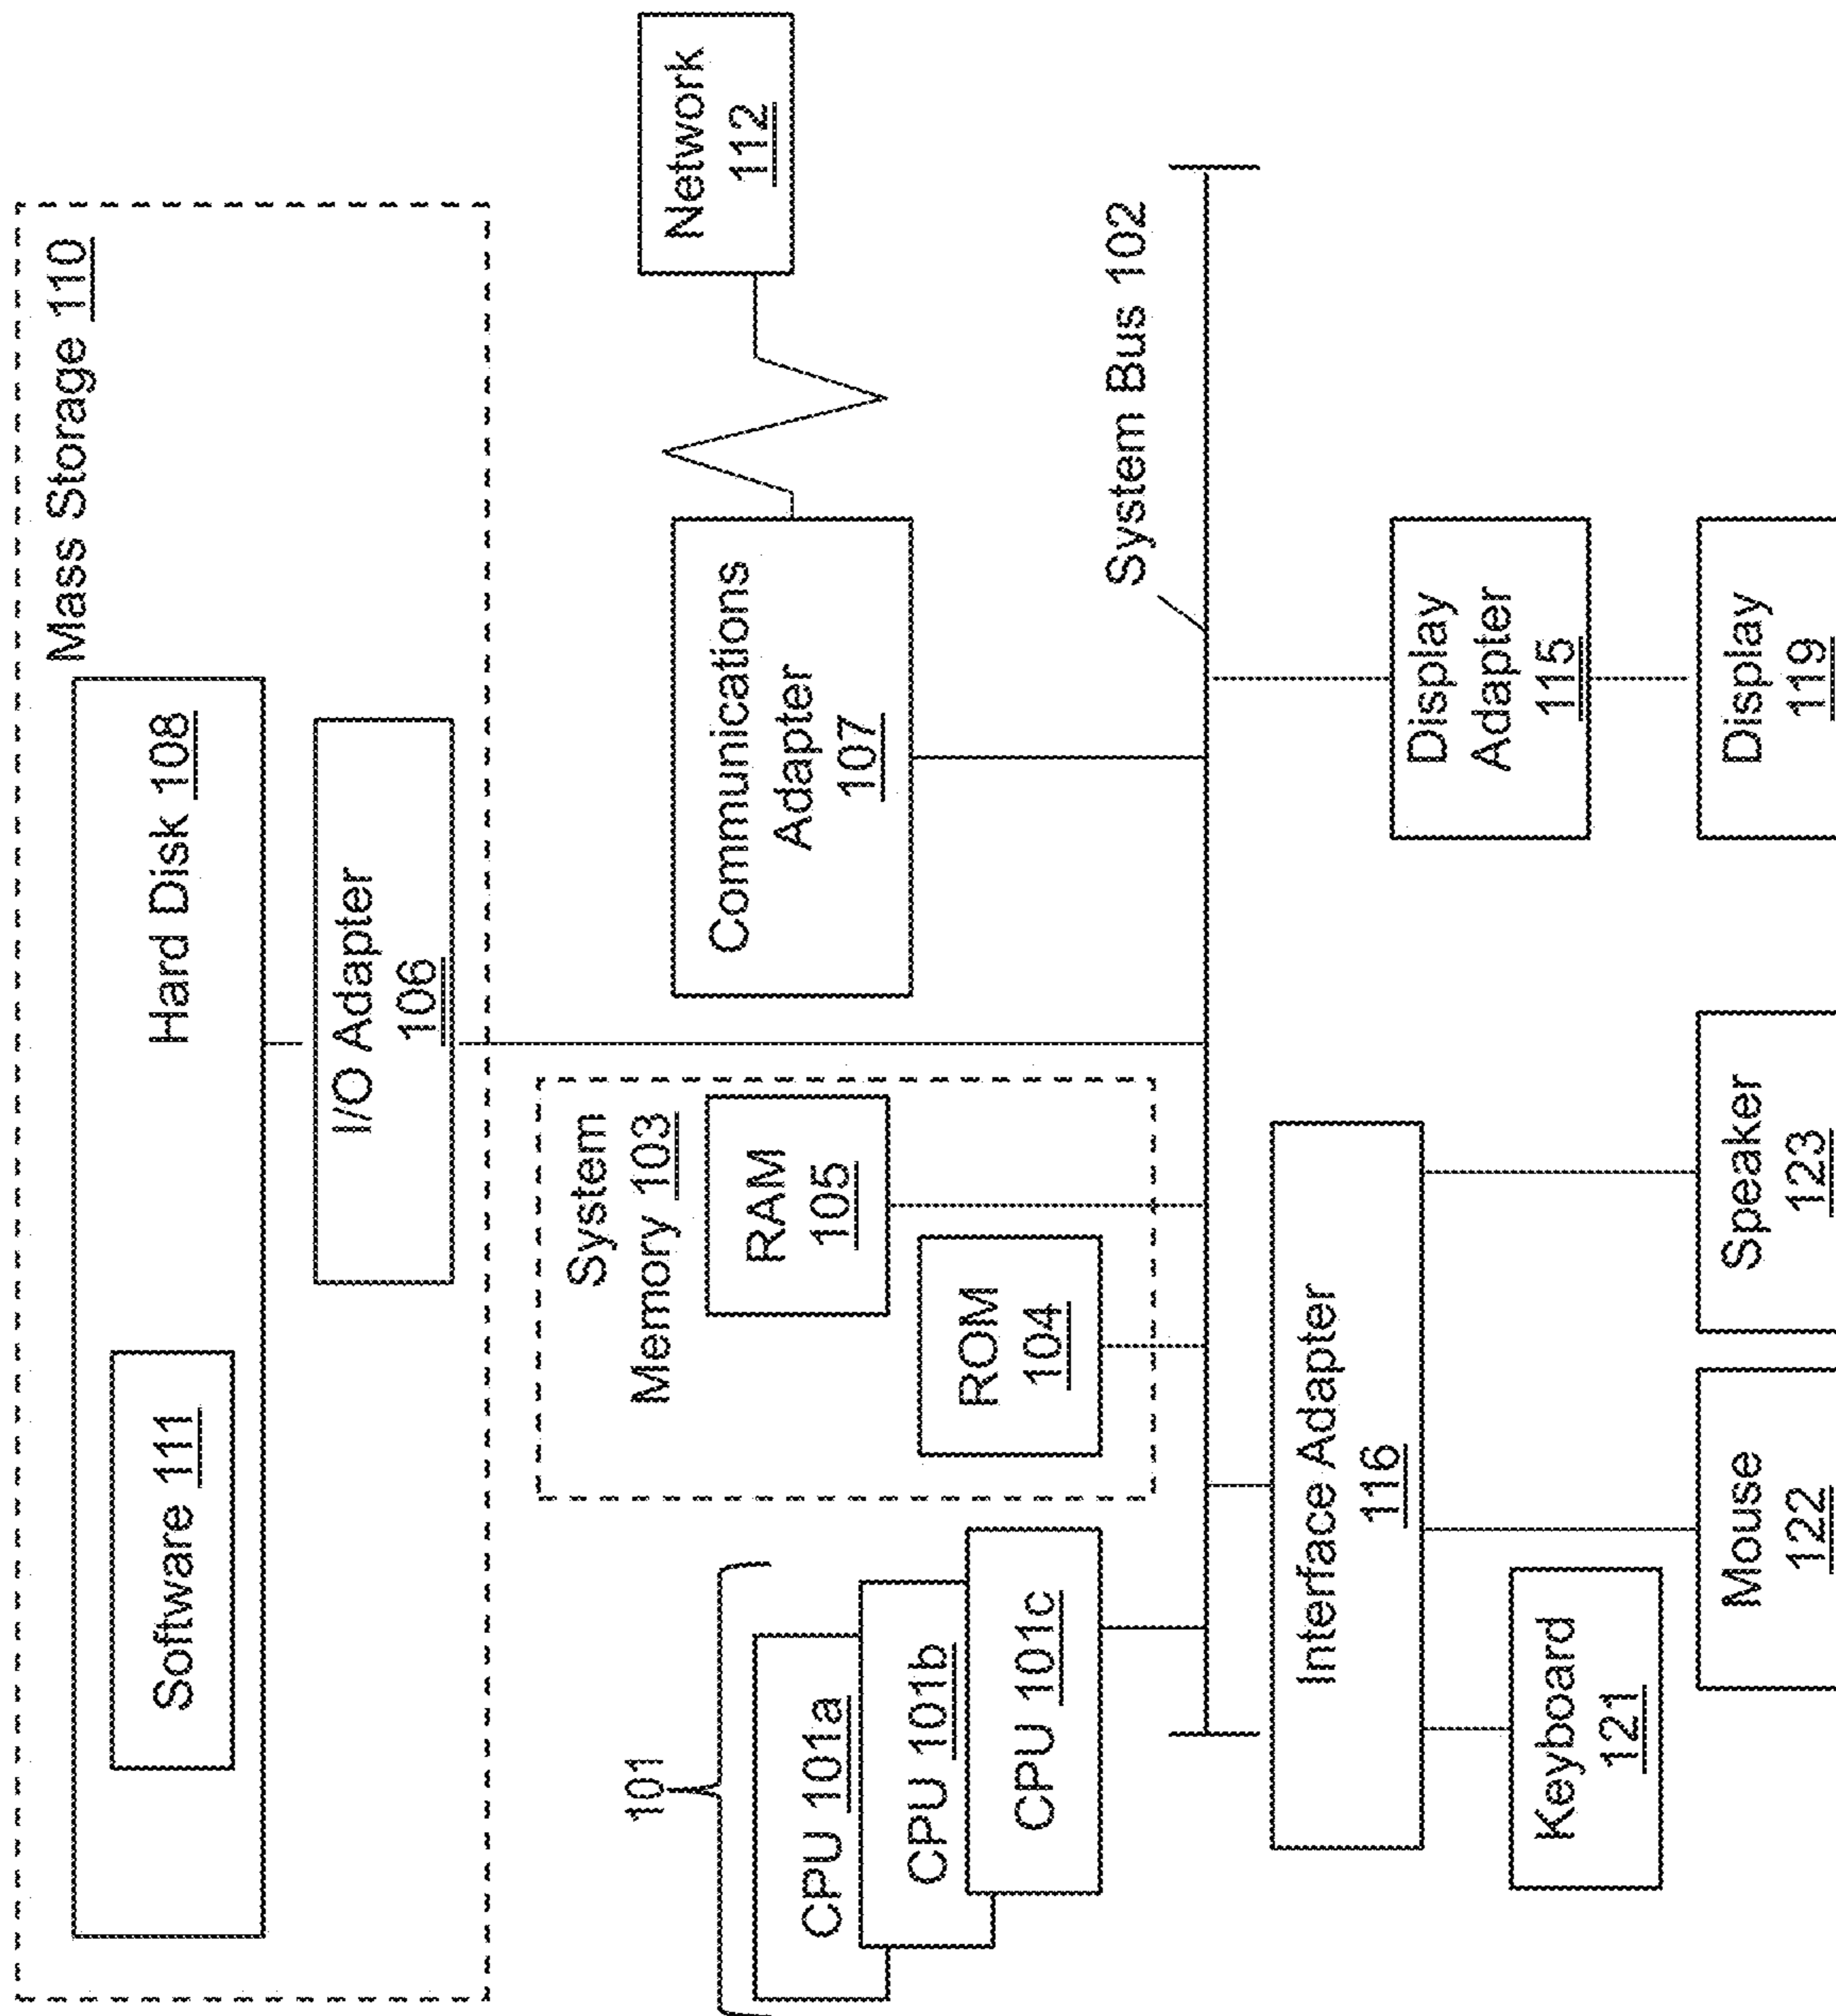 Mass Storage 110
Software 111
Hard Disk 108
I/O Adapter
106
101
CPU 101a
CPU 101b
CPU 101c
System
Memory 103
RAM
105
ROM
104
Communications
Adapter
107
Network
112
System Bus 102
Interface Adapter
116
Display
Adapter
115
Keyboard
121
Mouse
122
Speaker
123
Display
119